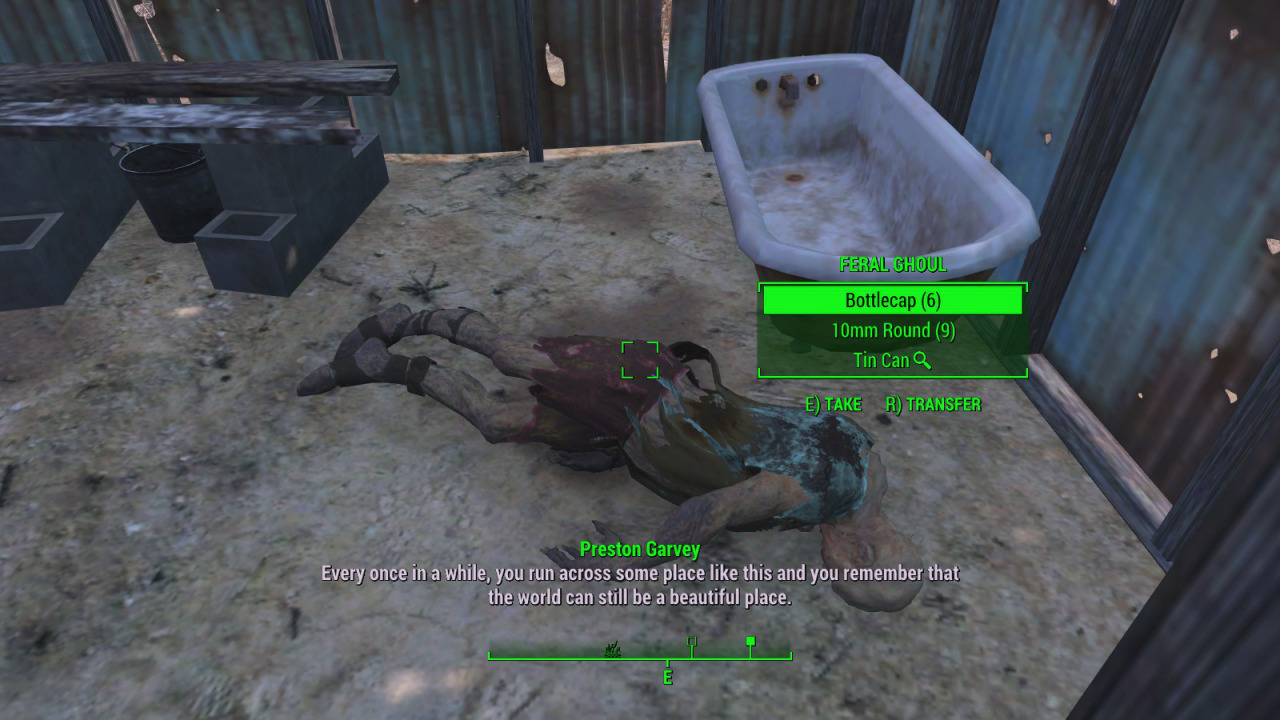 FERAL GHOUL
Bottlecap (6)
10mm Round (9)
Tin Can
E) TAKE R) TRANSFER
Preston Garvey
Every once in a while, you run across some place like this and you remember that
the world can still be a beautiful place.
E